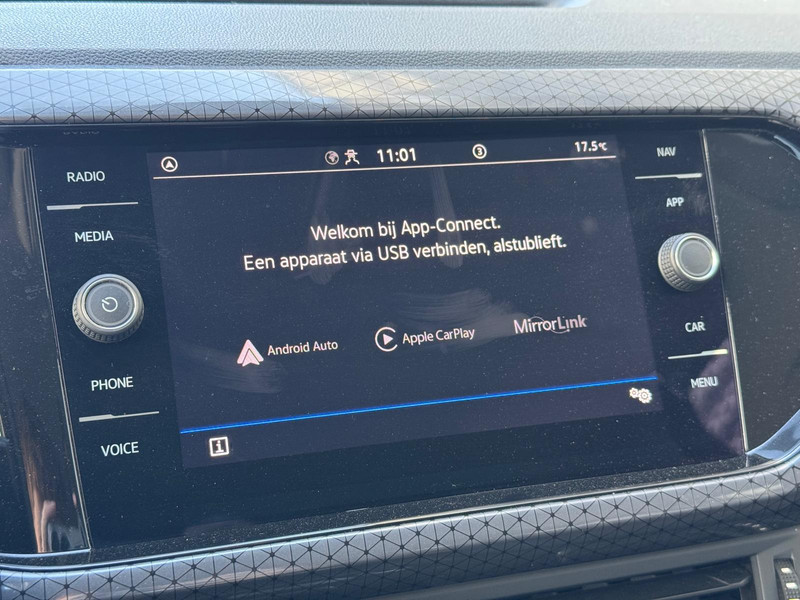 RADIO
MEDIA
PHONE
VOICE
11:01
3
17.5°C
Welkom bij App-Connect.
Een apparaat via USB verbinden, alstublieft.
Android Auto
Apple CarPlay
MirrorLink
i
NAV
APP
CAR
MENU